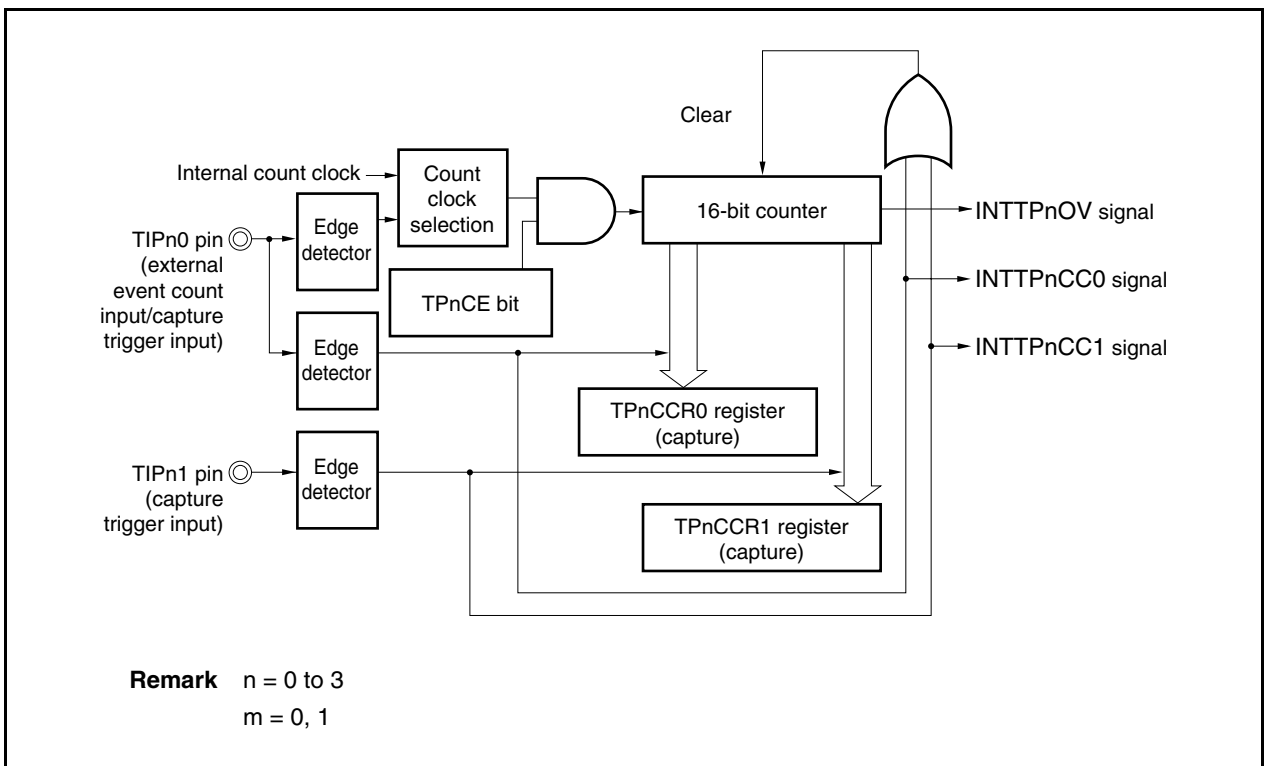 Clear
Internal count clock
Count
clock
selection
Edge
detector
TIPn0 pin
(external
event count
input/capture
trigger input)
TPnCE bit
16-bit counter
INTTPnOV signal
INTTPnCC0 signal
INTTPnCC1 signal
Edge
detector
TPnCCR0 register
(capture)
TIPn1 pin
(capture
trigger input)
Edge
detector
TPnCCR1 register
(capture)
Remark n = 0 to 3
m = 0, 1